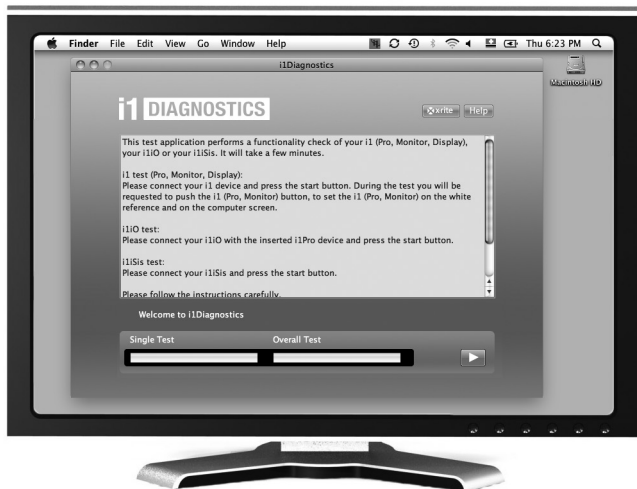 Finder File Edit View Go Window Help Thu 6:23 PM
i1Diagnostics
Macintosh HD
i1 DIAGNOSTICS
x-rite Help
This test application performs a functionality check of your i1 (Pro, Monitor, Display),
your i1iO or your i1iSis. It will take a few minutes.
i1 test (Pro, Monitor, Display):
Please connect your i1 device and press the start button. During the test you will be
requested to push the i1 (Pro, Monitor) button, to set the i1 (Pro, Monitor) on the white
reference and on the computer screen.
i1iO test:
Please connect your i1iO with the inserted i1Pro device and press the start button.
i1iSis test:
Please connect your i1iSis and press the start button.
Please follow the instructions carefully.
Welcome to i1Diagnostics
Single Test Overall Test